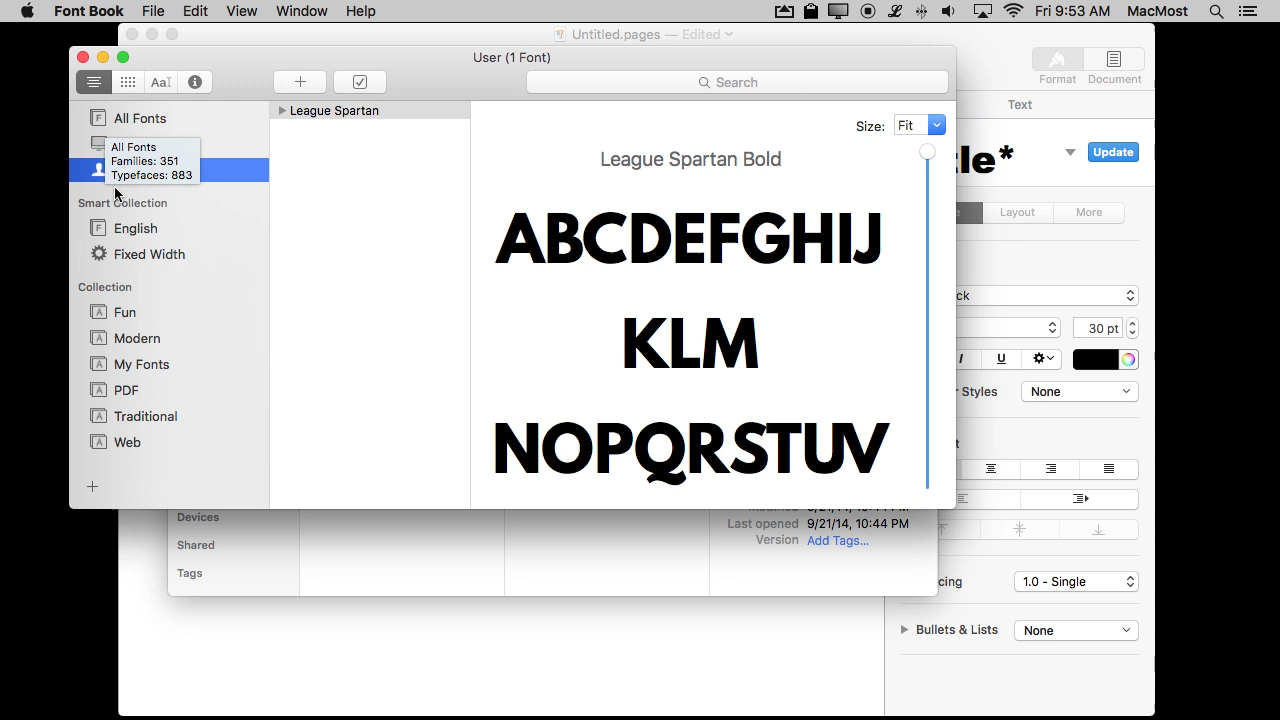 Font Book File Edit View Window Help Fri 9:53 AM MacMost
Untitled.pages — Edited
User (1 Font)
Search
Format Document
Text
All Fonts
All Fonts
Families: 351
Typefaces: 883
Smart Collection
English
Fixed Width
Collection
Fun
Modern
My Fonts
PDF
Traditional
Web
League Spartan
Size: Fit
League Spartan Bold
ABCDEFGHIJ
KLM
NOPQRSTUV
le*
Update
Layout More
ck
30 pt
I U
Styles None
1.0 - Single
cing
Bullets & Lists None
Devices
Shared
Tags
Last opened 9/21/14, 10:44 PM
Version Add Tags...